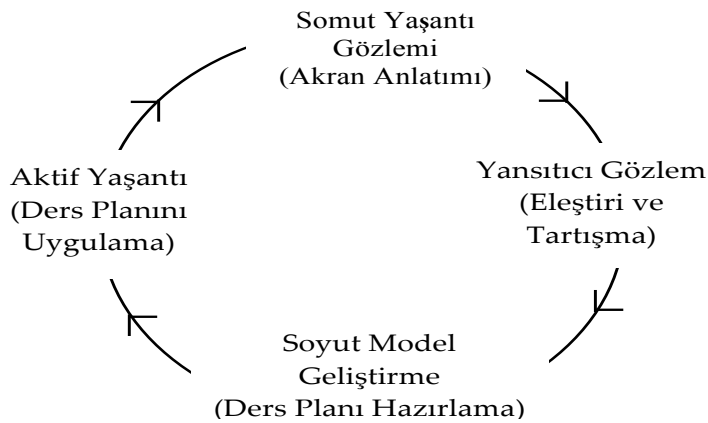 Somut Yaşantı
Gözlemi
(Akran Anlatımı)
Yansıtıcı Gözlem
(Eleştiri ve
Tartışma)
Soyut Model
Geliştirme
(Ders Planı Hazırlama)
Aktif Yaşantı
(Ders Planını
Uygulama)